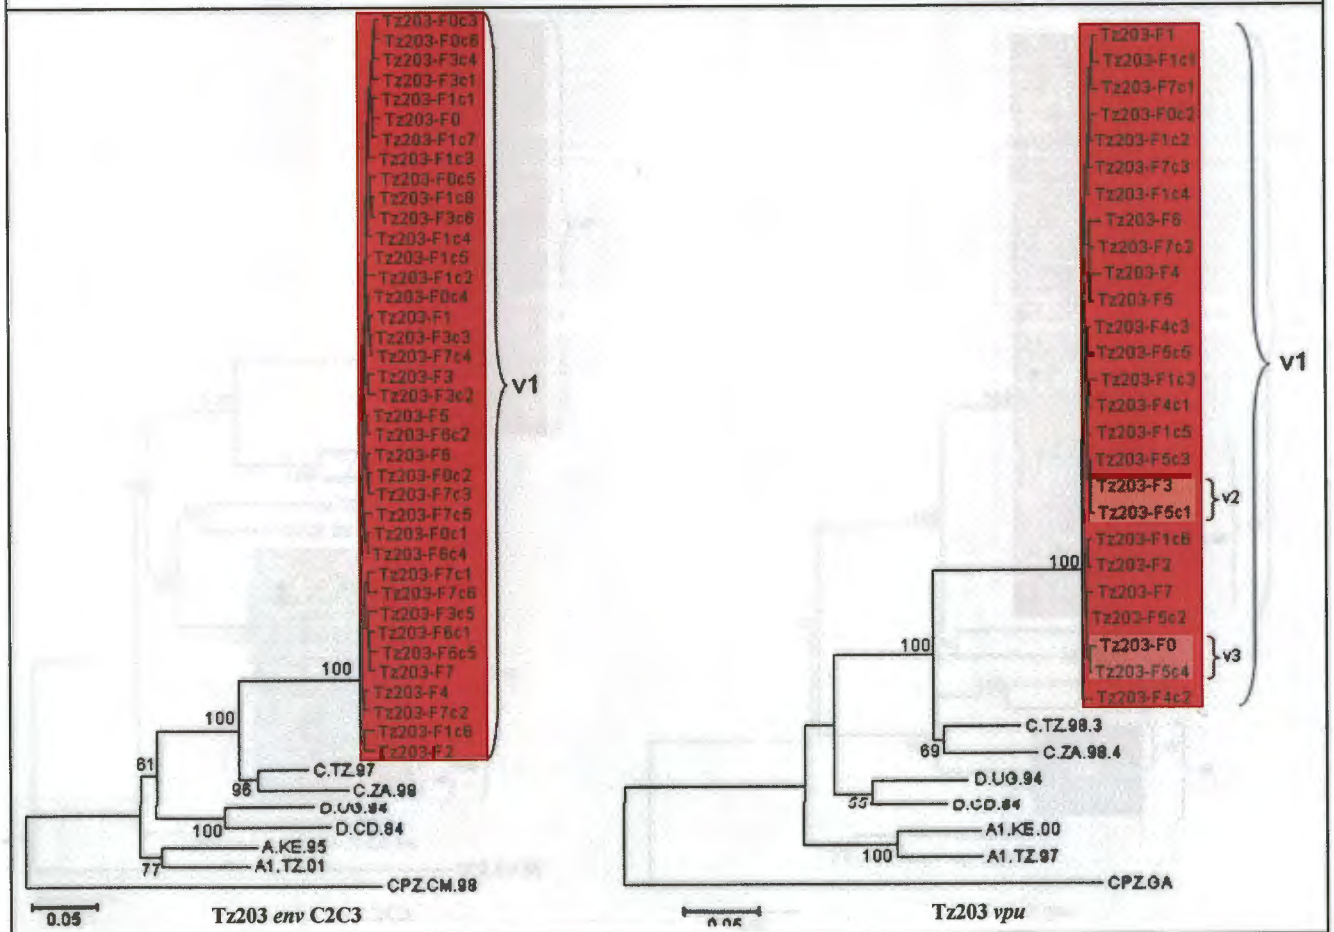 Tz203-F0c3
Tz203-F0c6
Tz203-F3c4
Tz203-F3c1
Tz203-F1c1
Tz203-F0
Tz203-F1c7
Tz203-F1c3
Tz203-F0c5
Tz203-F1c8
Tz203-F3c6
Tz203-F1c4
Tz203-F1c5
Tz203-F1c2
Tz203-F0c4
Tz203-F1
Tz203-F3c3
Tz203-F7c4
Tz203-F3
Tz203-F3c2
Tz203-F5
Tz203-F6c2
Tz203-F6
Tz203-F0c2
Tz203-F7c3
Tz203-F7c5
Tz203-F0c1
Tz203-F6c4
Tz203-F7c1
Tz203-F7c6
Tz203-F3c5
Tz203-F6c1
Tz203-F6c5
Tz203-F7
Tz203-F4
Tz203-F7c2
Tz203-F1c6
Tz203-F2
v1
100
100
61
96
C.TZ.97
C.ZA.99
D.UG.94
100
D.CD.84
A.KE.95
77
A1.TZ.01
CPZ.CM.98
0.05
Tz203 env C2C3
Tz203-F1
Tz203-F1c1
Tz203-F7c1
Tz203-F0c2
Tz203-F1c2
Tz203-F7c3
Tz203-F1c4
Tz203-F6
Tz203-F7c2
Tz203-F4
Tz203-F5
Tz203-F4c3
Tz203-F5c5
Tz203-F1c3
Tz203-F4c1
Tz203-F1c5
Tz203-F5c3
Tz203-F3
Tz203-F5c1
v2
Tz203-F1c6
Tz203-F2
Tz203-F7
Tz203-F5c2
Tz203-F0
Tz203-F5c4
v3
Tz203-F4c2
v1
100
100
C.TZ.98.3
69
C.ZA.98.4
D.UG.94
55
D.CD.84
A1.KE.00
100
A1.TZ.97
CPZ.GA
0.05
Tz203 vpu